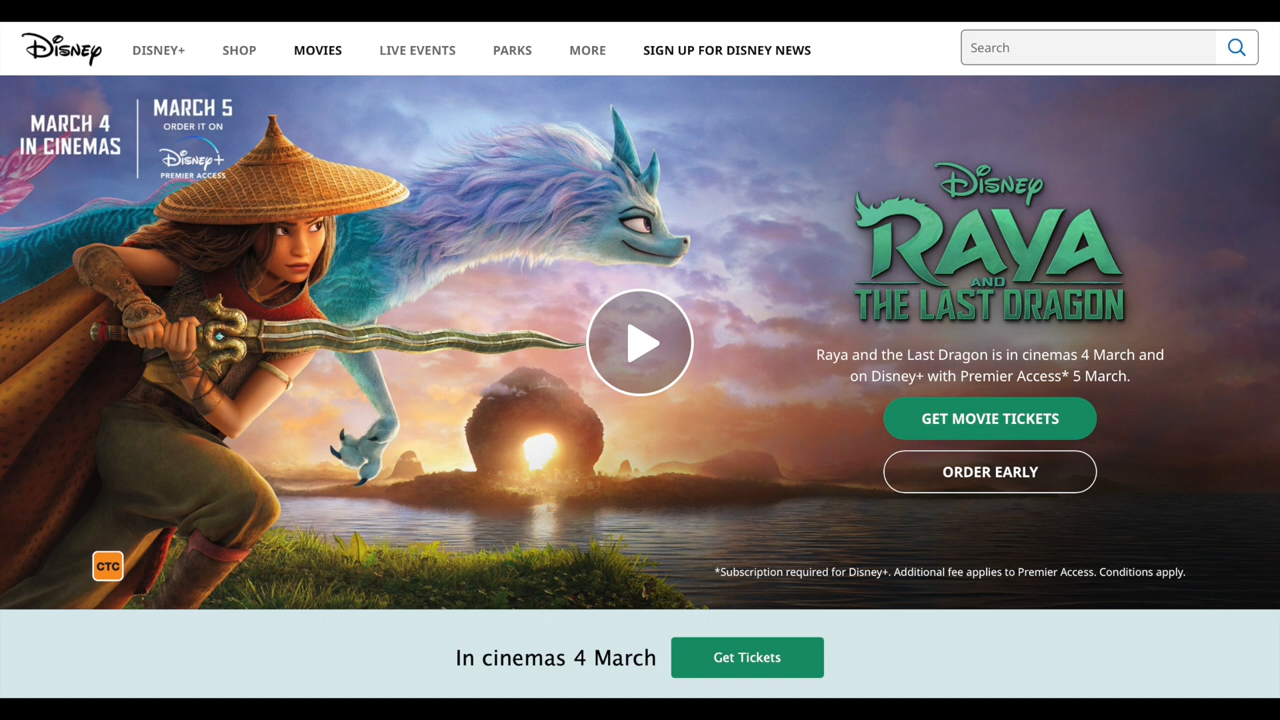 Disney
DISNEY+
SHOP
MOVIES
LIVE EVENTS
PARKS
MORE
SIGN UP FOR DISNEY NEWS
Search
MARCH 4
IN CINEMAS
MARCH 5
ORDER IT ON
Disney+
PREMIER ACCESS
Disney
RAYA
AND
THE LAST DRAGON
Raya and the Last Dragon is in cinemas 4 March and
on Disney+ with Premier Access* 5 March.
GET MOVIE TICKETS
ORDER EARLY
CTC
*Subscription required for Disney+. Additional fee applies to Premier Access. Conditions apply.
In cinemas 4 March
Get Tickets